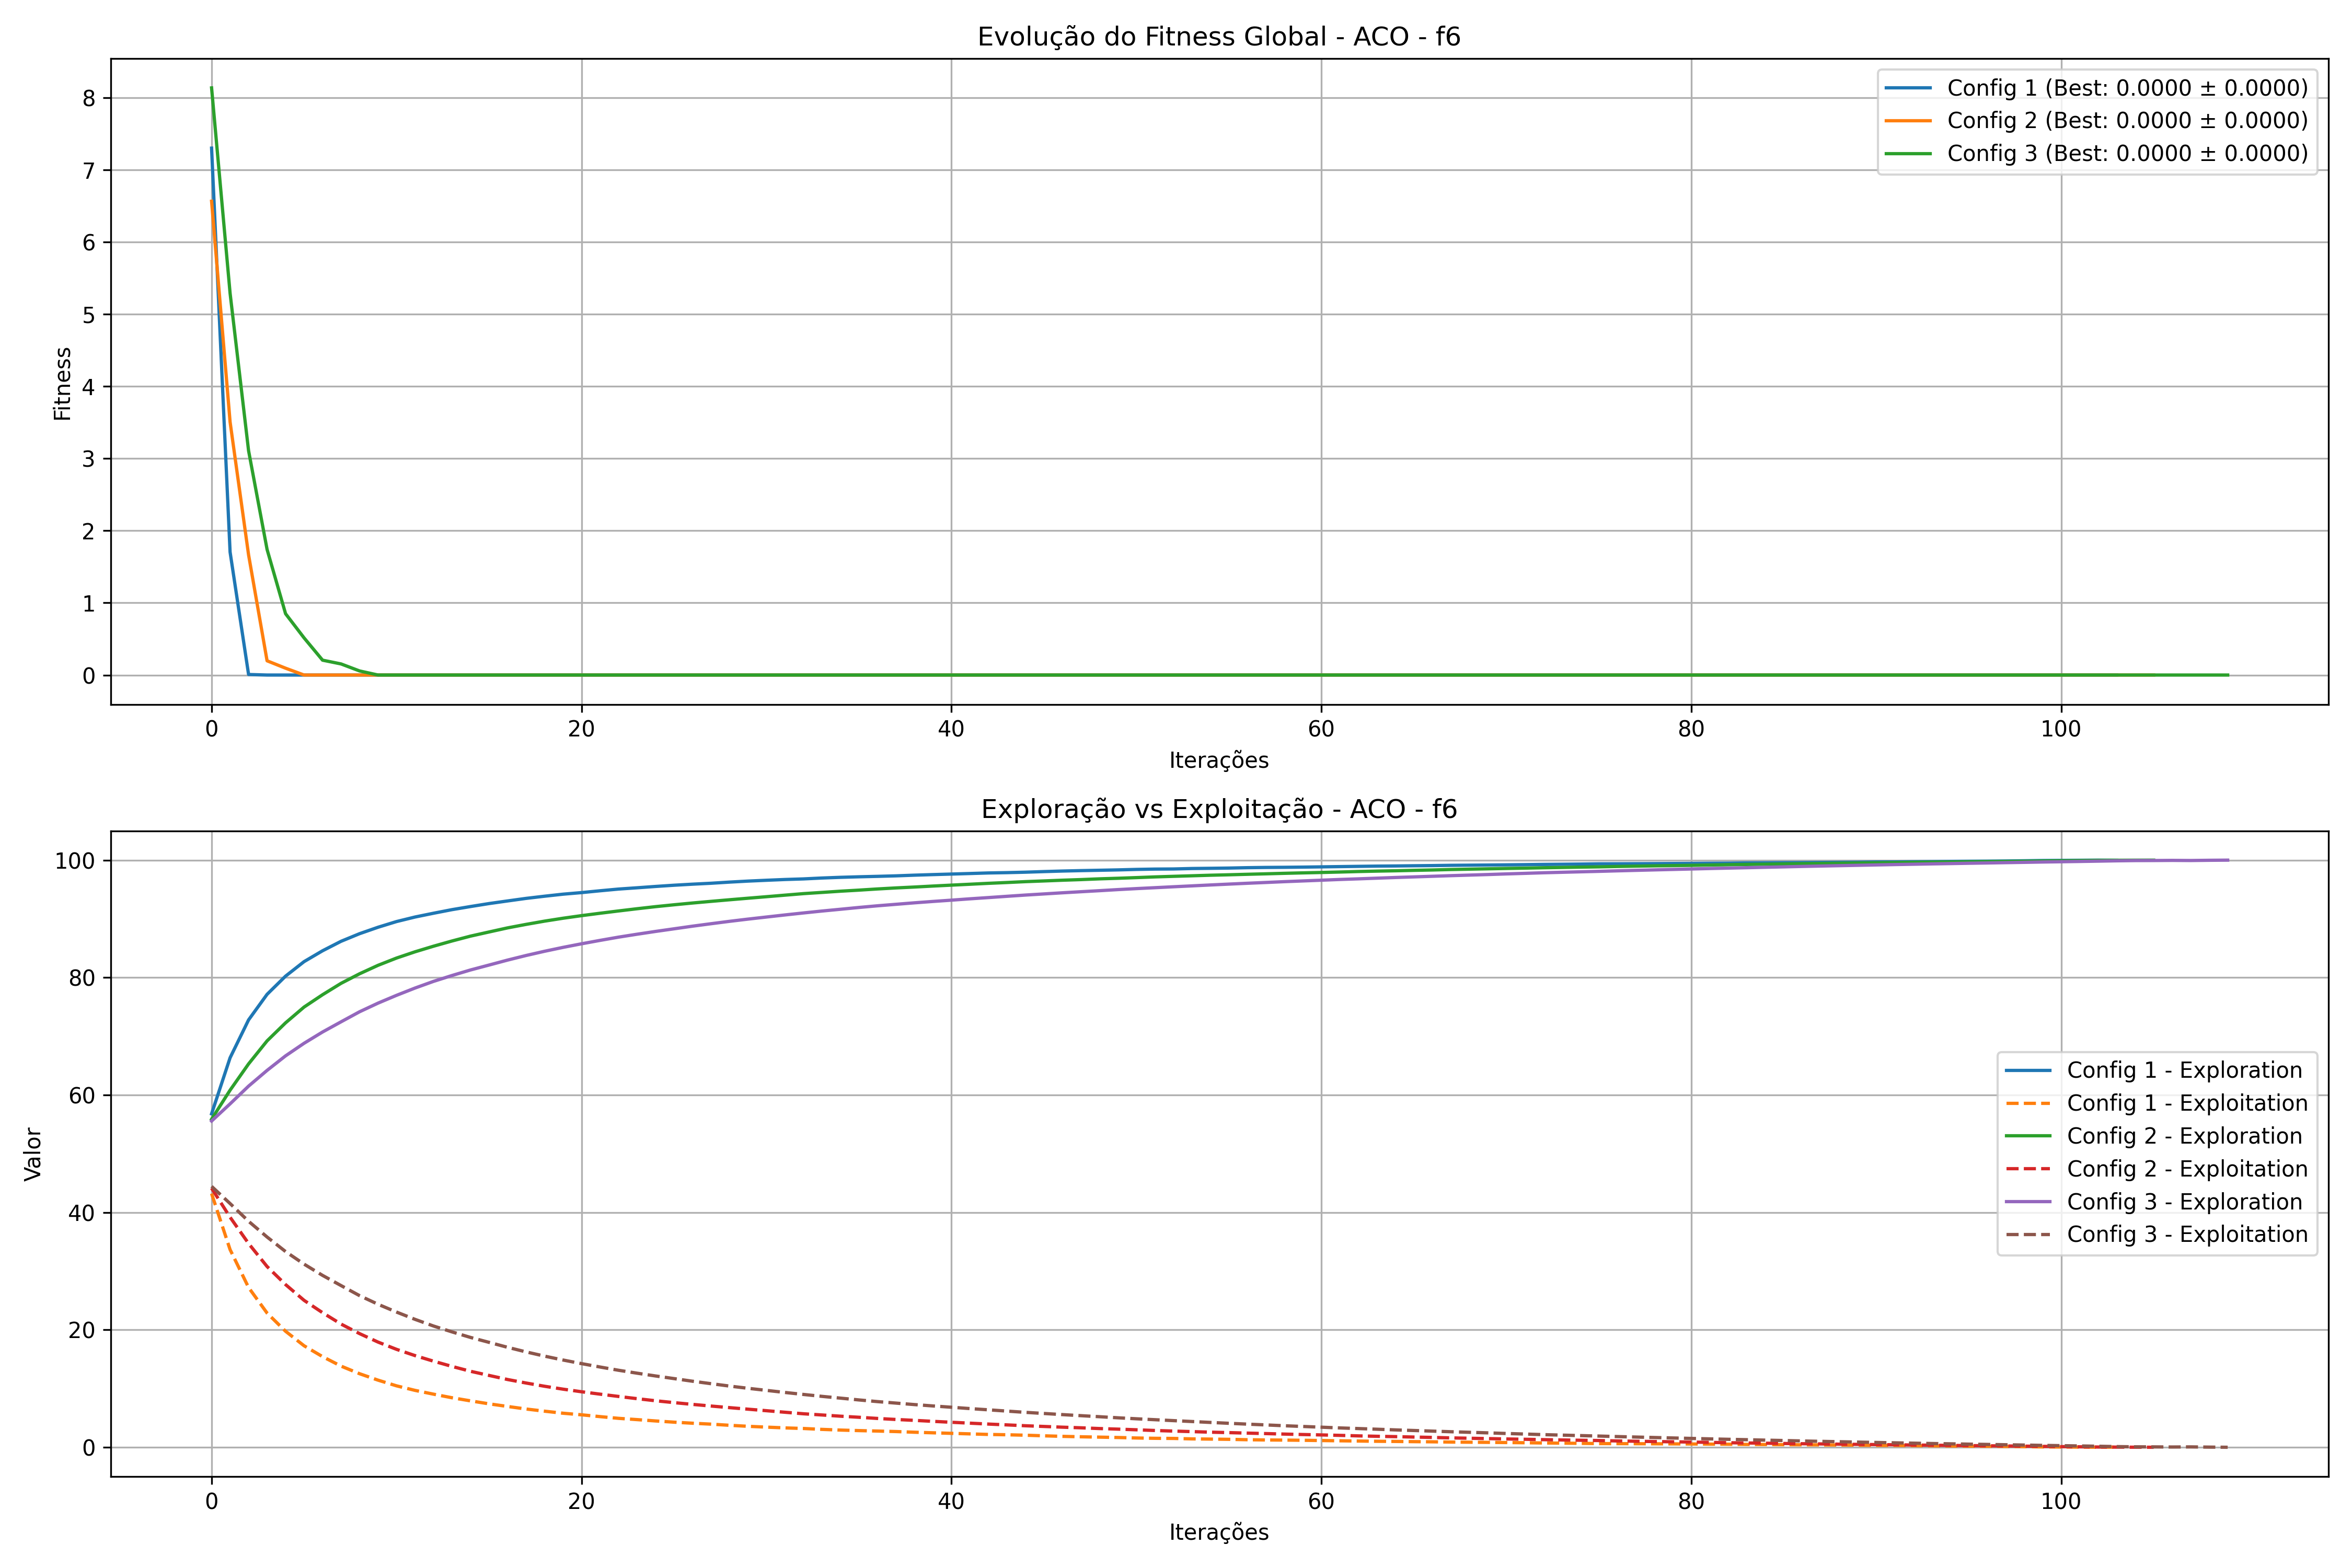 Evolução do Fitness Global - ACO - f6
Config 1 (Best: 0.0000 ± 0.0000)
Config 2 (Best: 0.0000 ± 0.0000)
Config 3 (Best: 0.0000 ± 0.0000)
Fitness
8
7
6
5
4
3
2
1
0
0 20 40 60 80 100
Iterações
Exploração vs Exploitação - ACO - f6
Valor
100
80
60
40
20
0
Config 1 - Exploration
Config 1 - Exploitation
Config 2 - Exploration
Config 2 - Exploitation
Config 3 - Exploration
Config 3 - Exploitation
0 20 40 60 80 100
Iterações